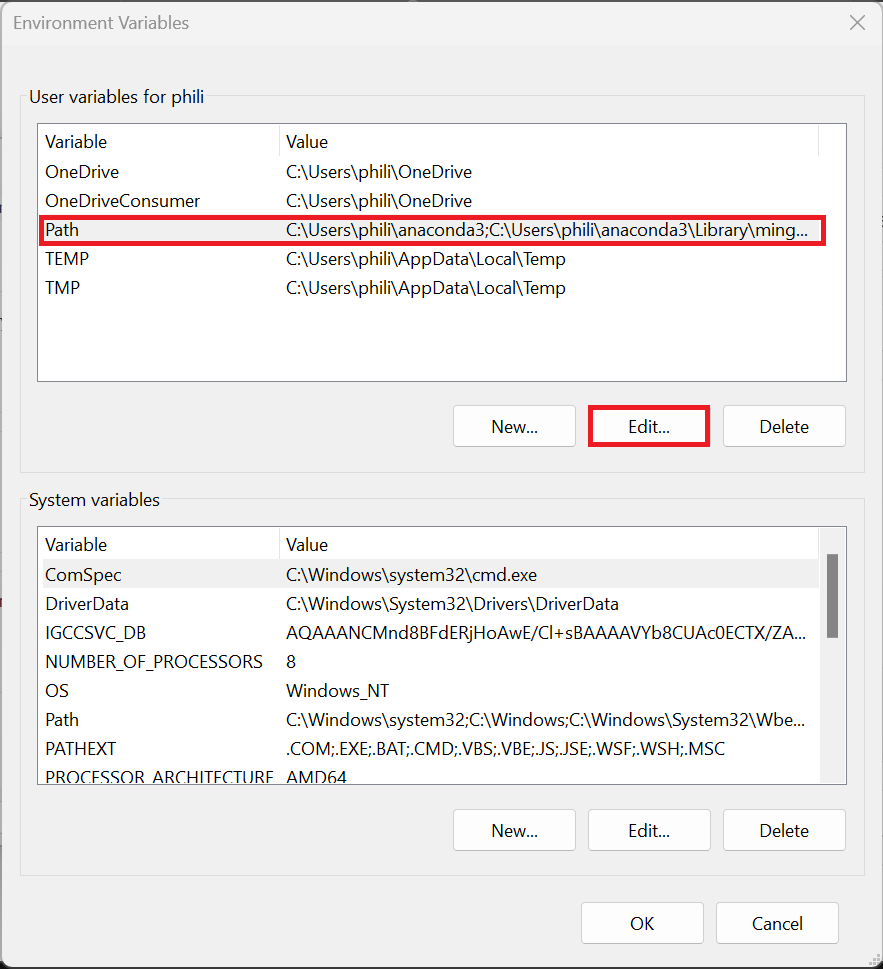 Environment Variables
User variables for phili
Variable Value
OneDrive C:\Users\phili\OneDrive
OneDriveConsumer C:\Users\phili\OneDrive
Path C:\Users\phili\anaconda3;C:\Users\phili\anaconda3\Library\ming...
TEMP C:\Users\phili\AppData\Local\Temp
TMP C:\Users\phili\AppData\Local\Temp
New... Edit... Delete
System variables
Variable Value
ComSpec C:\Windows\system32\cmd.exe
DriverData C:\Windows\System32\Drivers\DriverData
IGCCSVC_DB AQAAANCMnd8BFdERjHoAwE/Cl+sBAAAAVYb8CUAc0ECTX/ZA...
NUMBER_OF_PROCESSORS 8
OS Windows_NT
Path C:\Windows\system32;C:\Windows;C:\Windows\System32\Wbe...
PATHEXT .COM;.EXE;.BAT;.CMD;.VBS;.VBE;.JS;.JSE;.WSF;.WSH;.MSC
PROCESSOR_ARCHITECTURE AMD64
New... Edit... Delete
OK Cancel